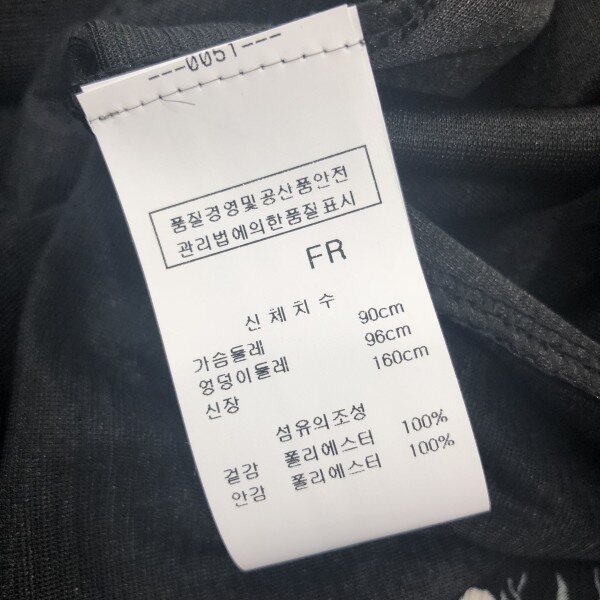 ---0051---
품질경영및공산품안전
관리법에의한품질표시
FR
신체치수
가슴둘레 90cm
엉덩이둘레 96cm
신장 160cm
섬유의조성
겉감 폴리에스터 100%
안감 폴리에스터 100%